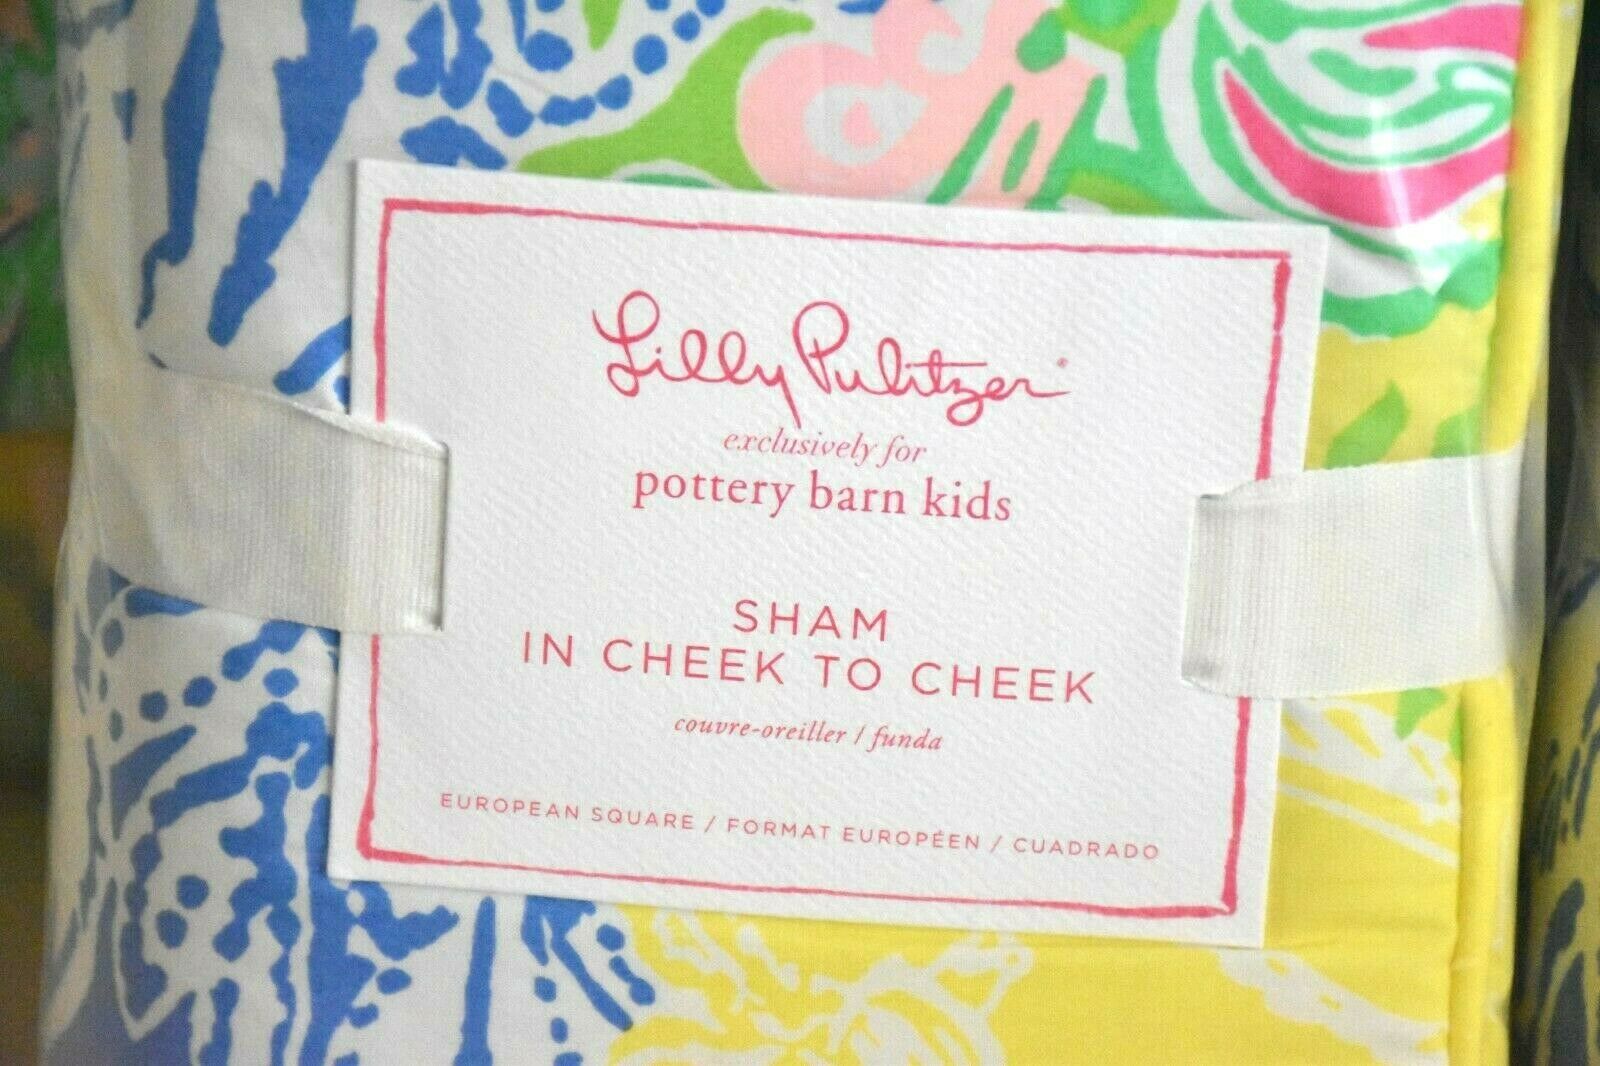 Lilly Pulitzer®
exclusively for
pottery barn kids
SHAM
IN CHEEK TO CHEEK
couvre-oreiller / funda
EUROPEAN SQUARE / FORMAT EUROPÉEN / CUADRADO